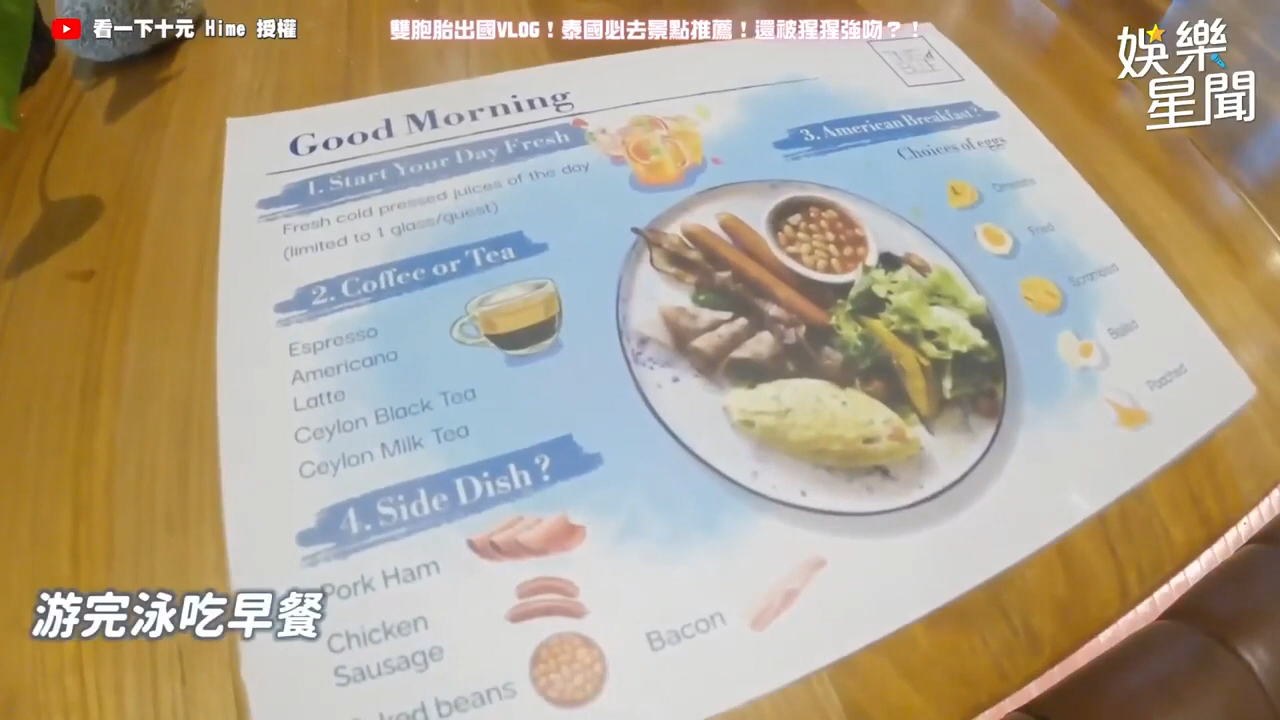 看一下十元 Hime 授權
雙胞胎出國VLOG！泰國必去景點推薦！還被猩猩強吻？！
娛樂
星聞
Good Morning
1. Start Your Day Fresh
Fresh cold pressed juices of the day
(limited to 1 glass/guest)
2. Coffee or Tea
Espresso
Americano
Latte
Ceylon Black Tea
Ceylon Milk Tea
3. American Breakfast?
Choices of eggs
Omelette
Fried
Scrambled
Boiled
Poached
4. Side Dish?
Pork Ham
Chicken
Sausage
Bacon
beans
游完泳吃早餐